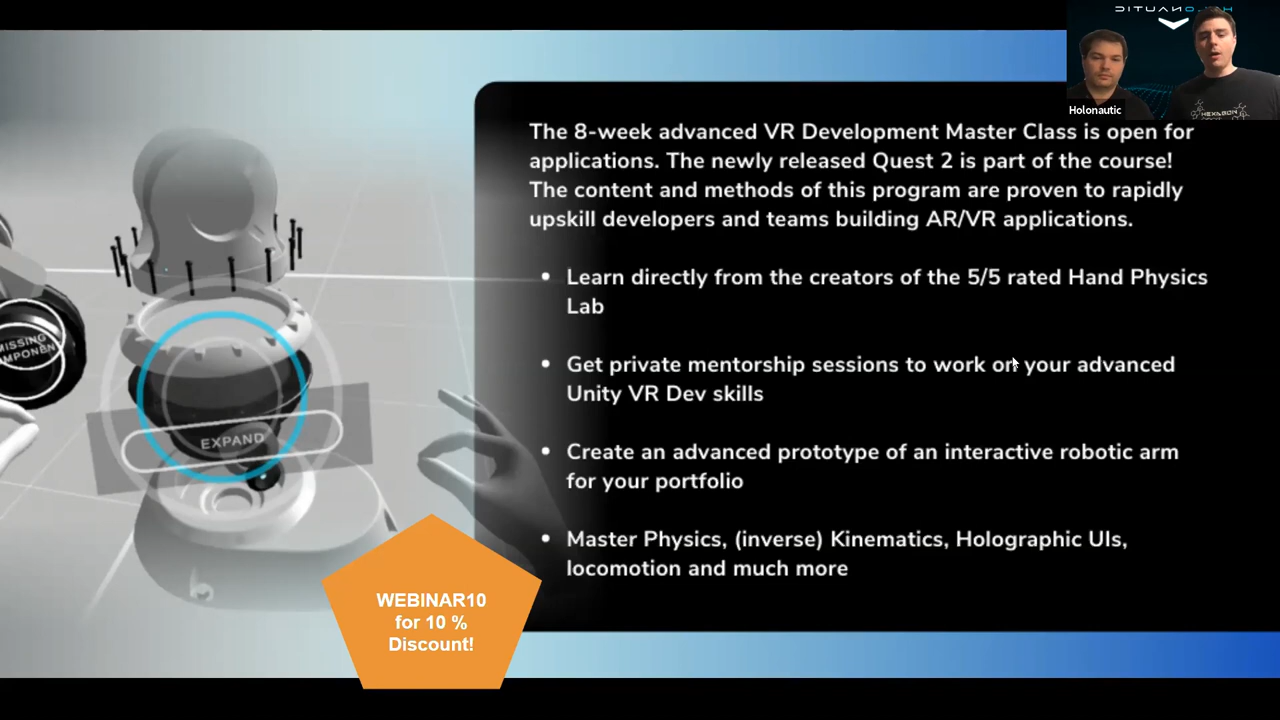 Holonautic
The 8-week advanced VR Development Master Class is open for
applications. The newly released Quest 2 is part of the course!
The content and methods of this program are proven to rapidly
upskill developers and teams building AR/VR applications.
• Learn directly from the creators of the 5/5 rated Hand Physics
Lab
• Get private mentorship sessions to work on your advanced
Unity VR Dev skills
• Create an advanced prototype of an interactive robotic arm
for your portfolio
• Master Physics, (inverse) Kinematics, Holographic UIs,
locomotion and much more
MISSING
EXPAND
WEBINAR10
for 10 %
Discount!